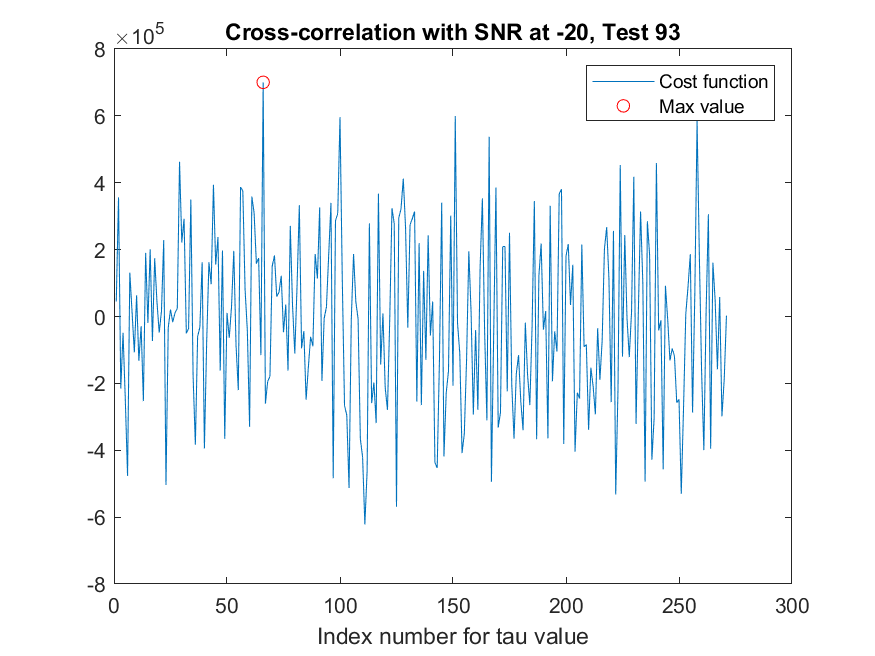 Cross-correlation with SNR at -20, Test 93
×10^5
8
6
4
2
0
-2
-4
-6
-8
0 50 100 150 200 250 300
Index number for tau value
Cost function
Max value